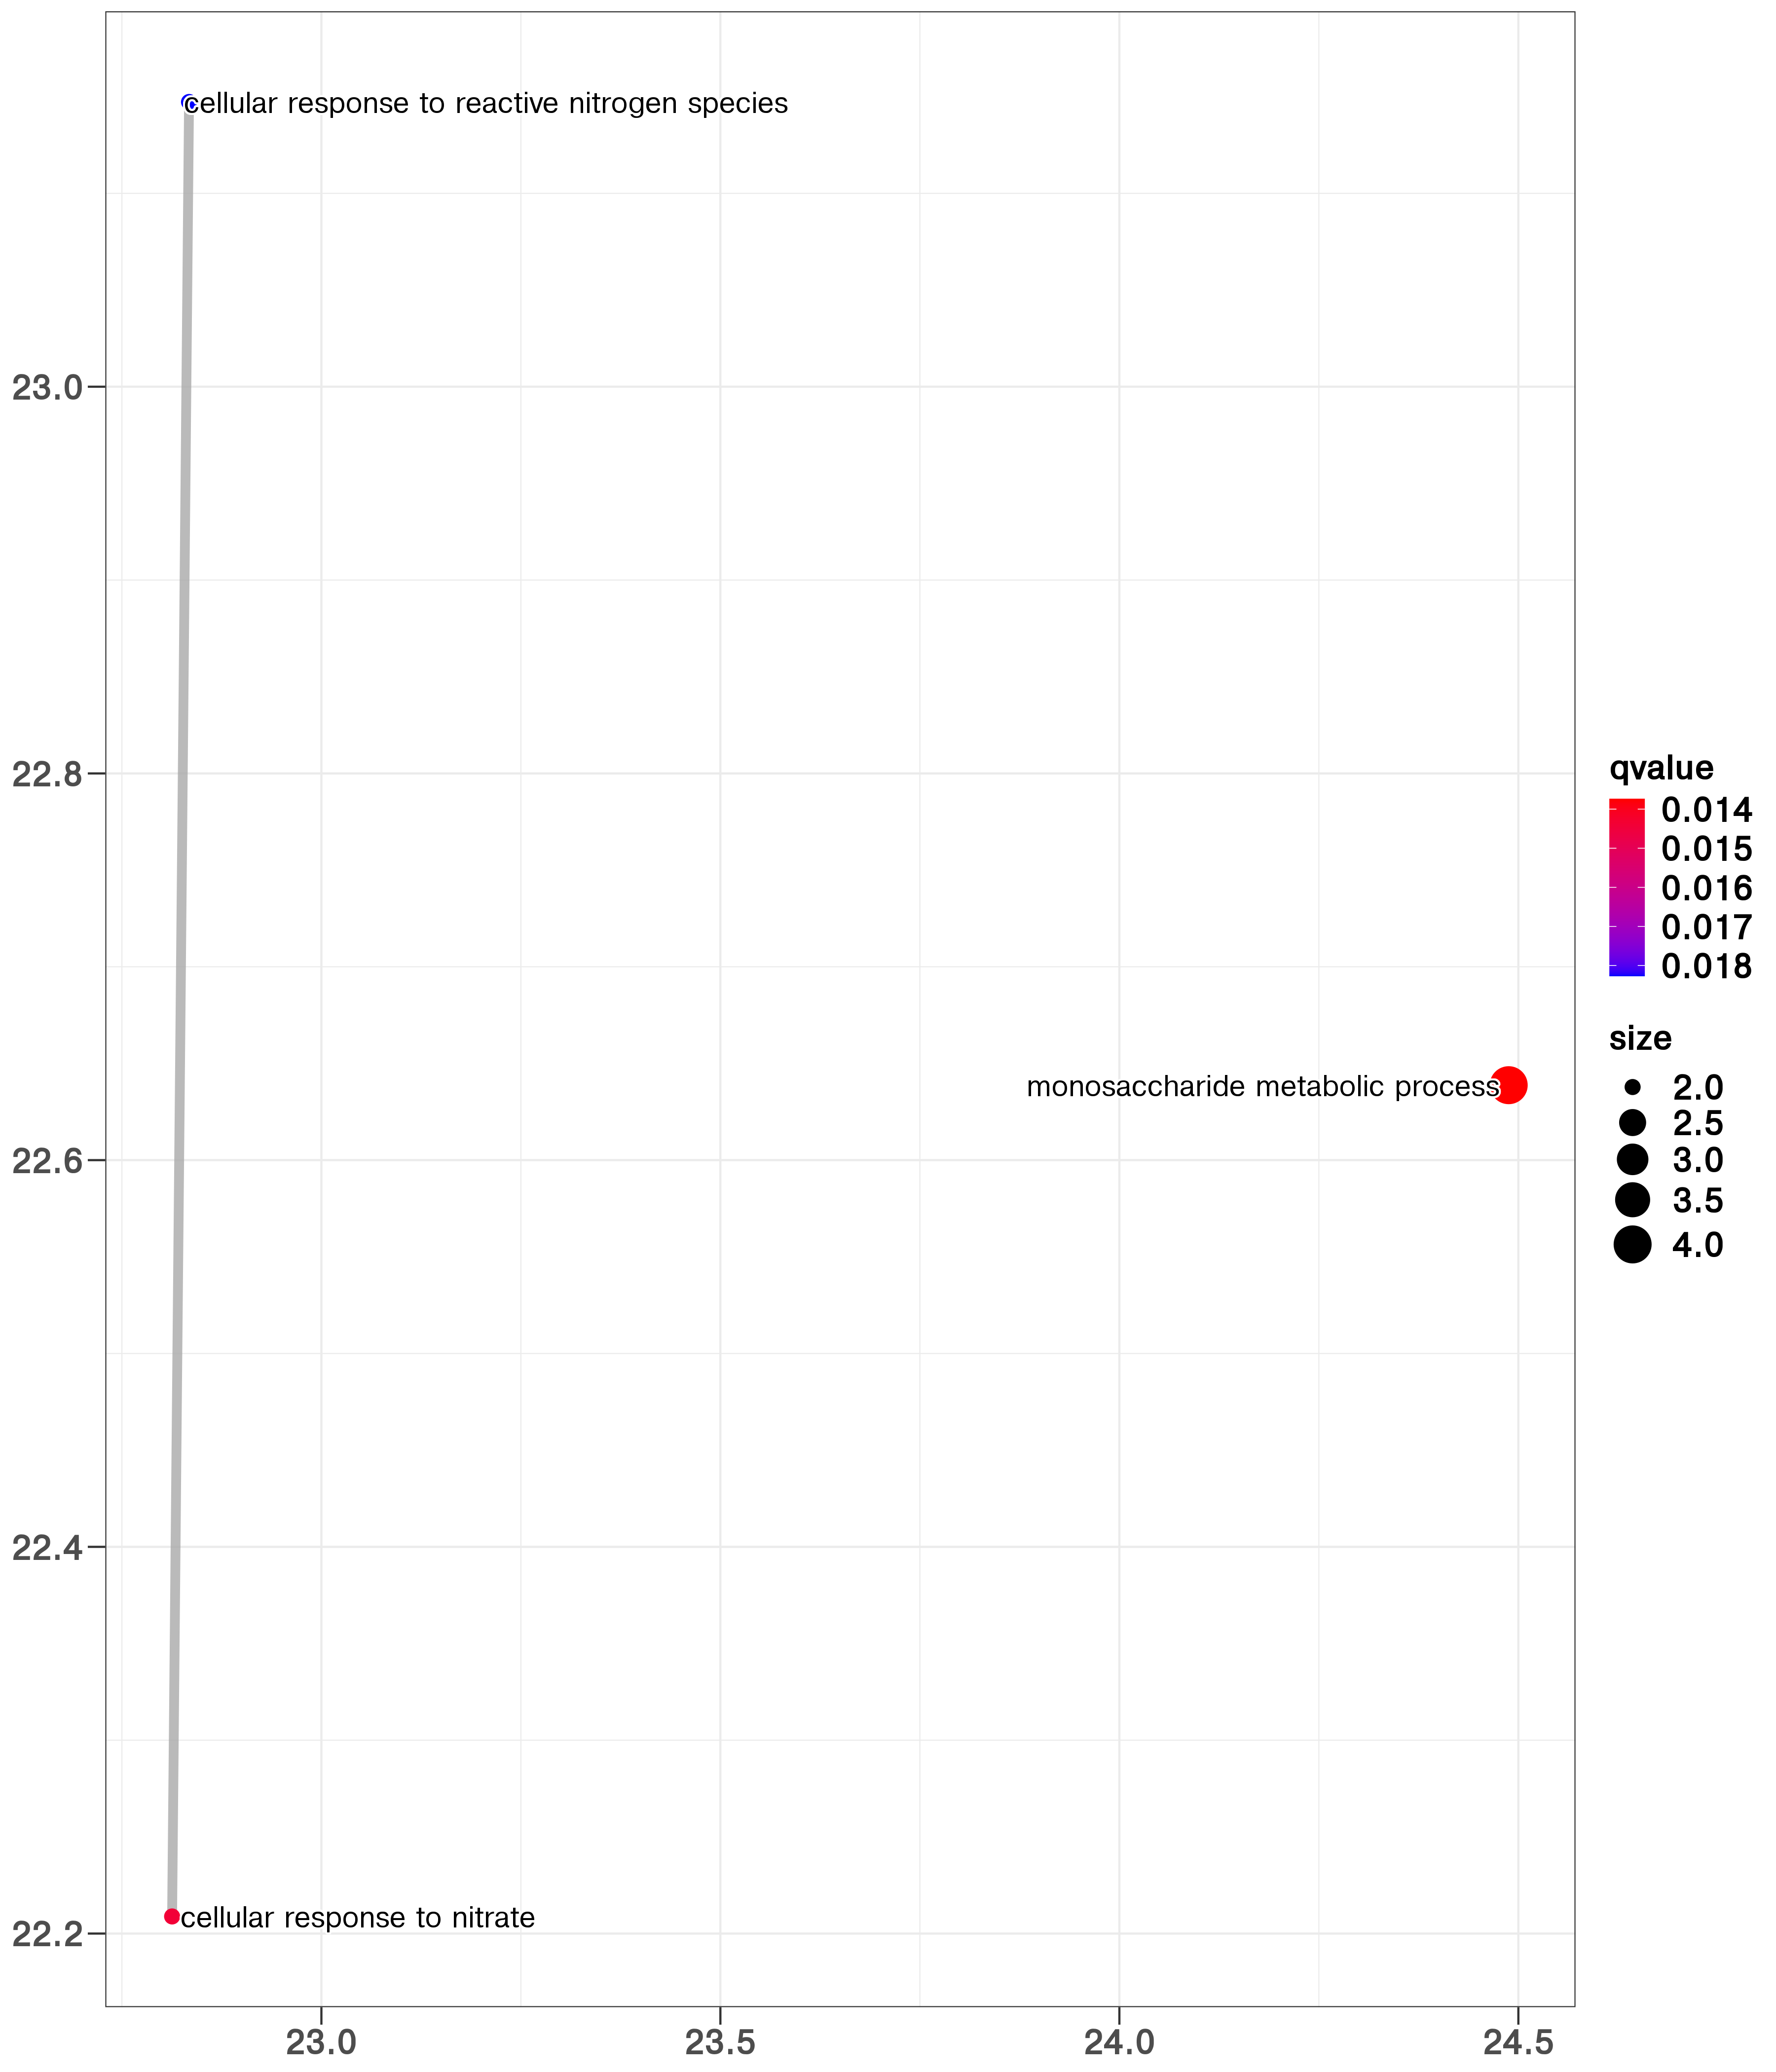 cellular response to reactive nitrogen species
23.0
22.8
22.6
22.4
22.2
monosaccharide metabolic process
cellular response to nitrate
23.0 23.5 24.0 24.5
qvalue
0.014
0.015
0.016
0.017
0.018
size
2.0
2.5
3.0
3.5
4.0